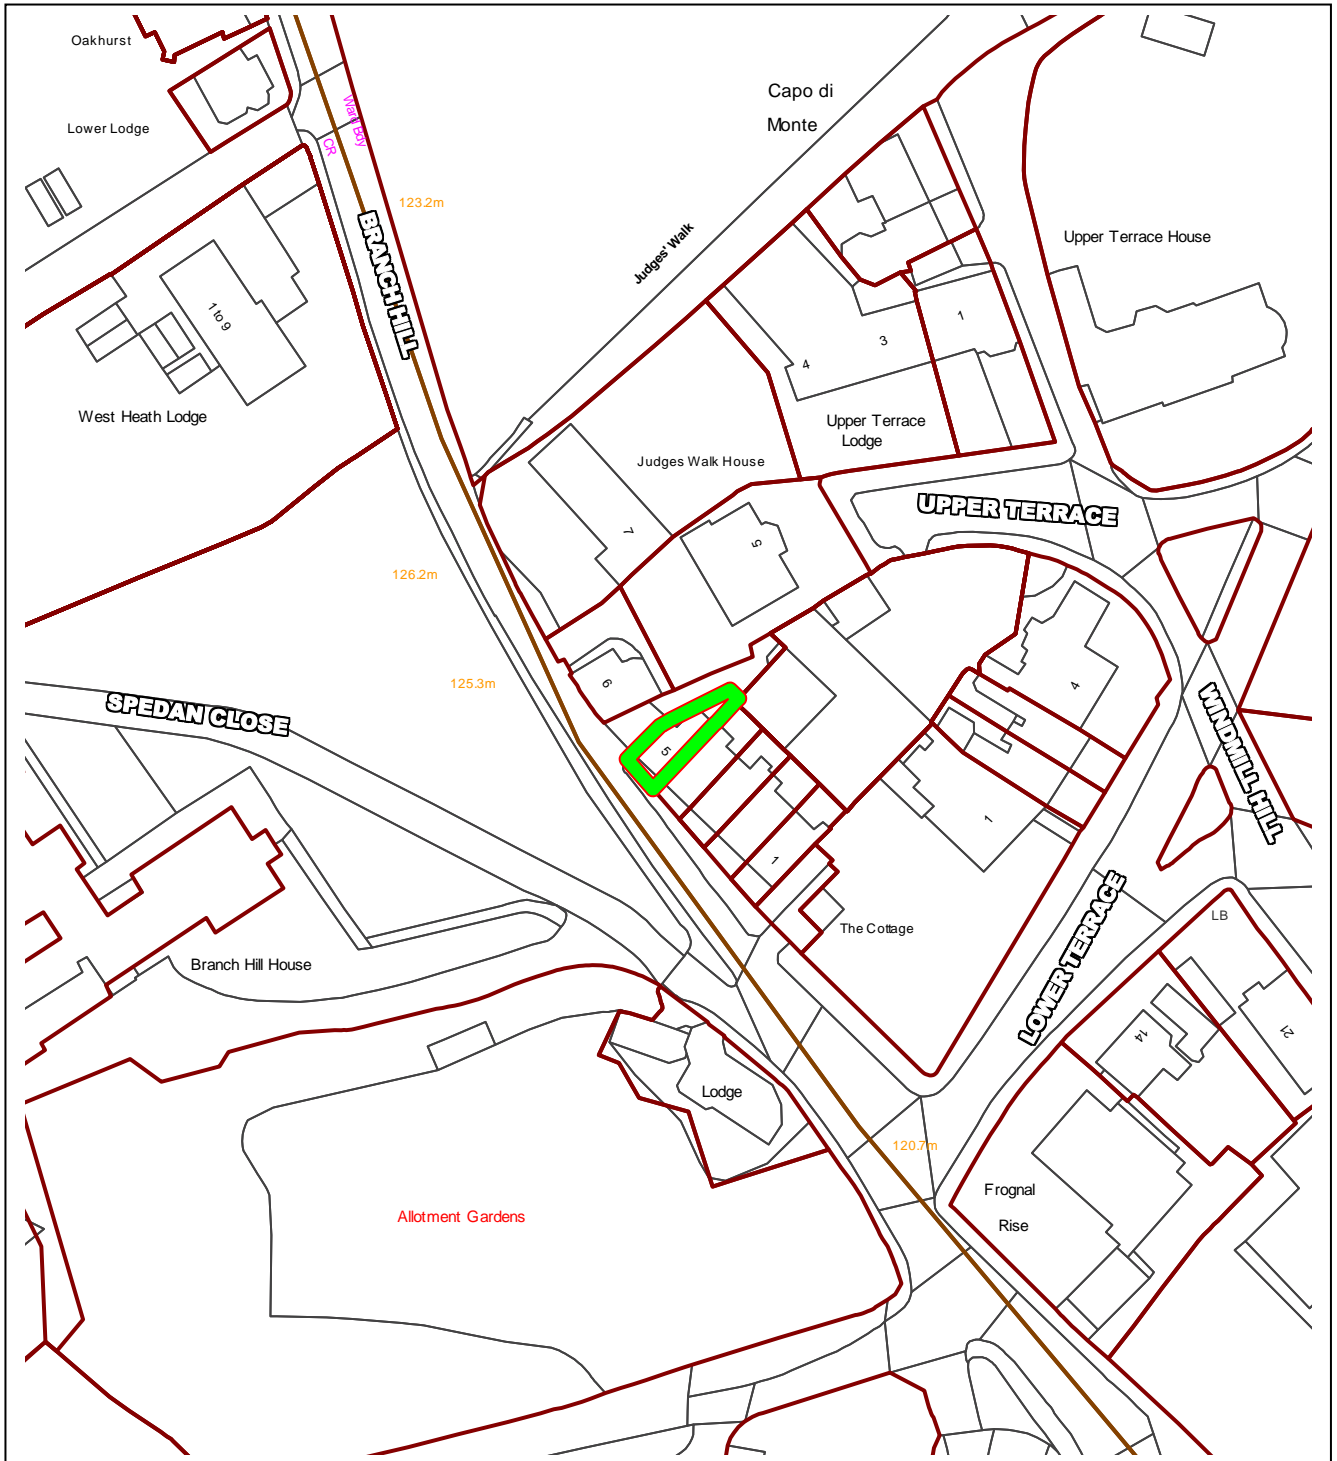 Oakhurst
Capo di
Monte
Lower Lodge
Ward Bdy
CR
123.2m
BRANCH HILL
Judges' Walk
Upper Terrace House
1 to 9
1
3
4
West Heath Lodge
Upper Terrace
Lodge
Judges Walk House
UPPER TERRACE
7
5
126.2m
125.3m
6
4
SPEDAN CLOSE
WINDMILL HILL
5
1
1
The Cottage
LOWER TERRACE
LB
Branch Hill House
14
21
Lodge
120.7m
Frognal
Rise
Allotment Gardens